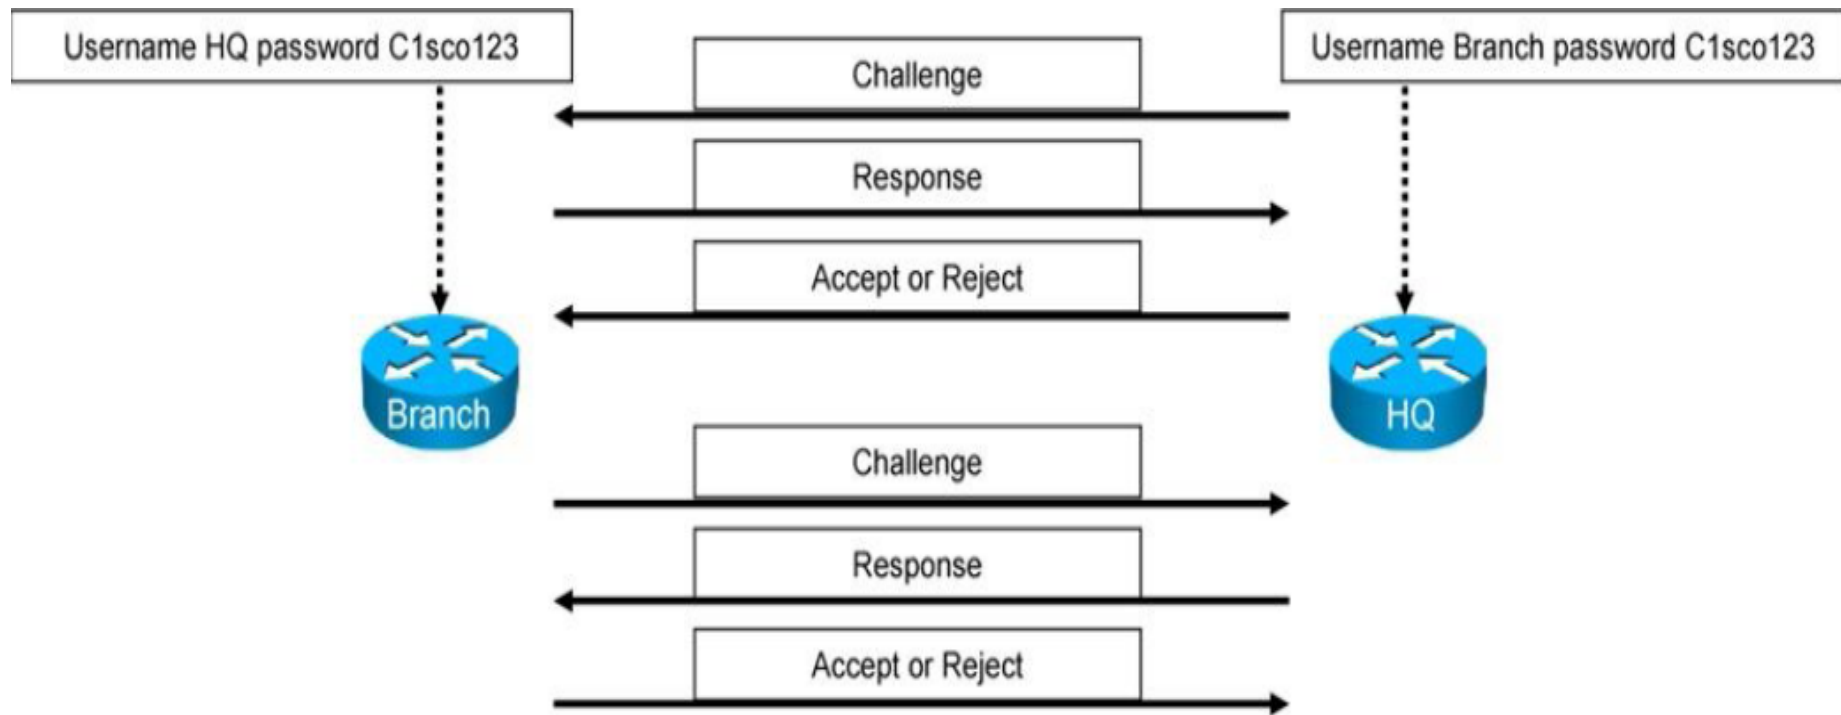 Username HQ password C1sco123
Username Branch password C1sco123
Challenge
Response
Accept or Reject
Branch
HQ
Challenge
Response
Accept or Reject